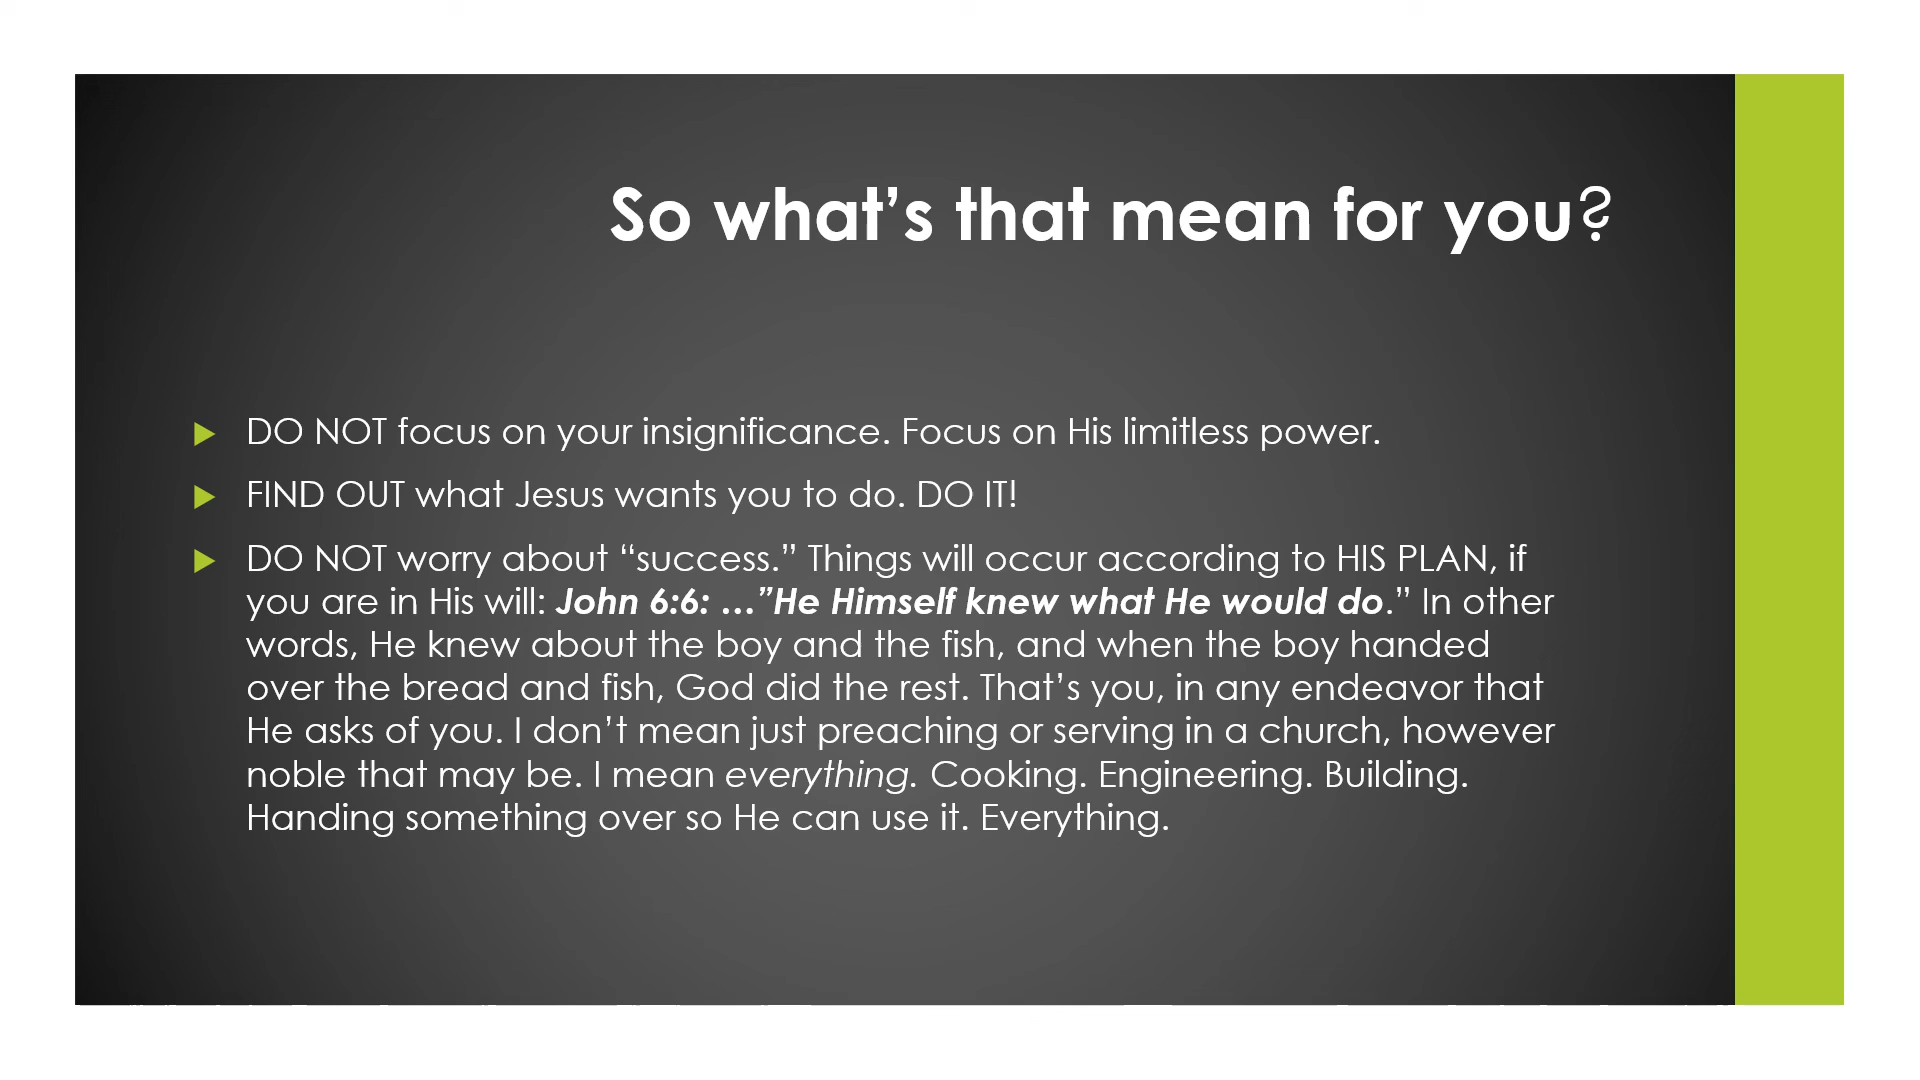 So what’s that mean for you?
DO NOT focus on your insignificance. Focus on His limitless power.
FIND OUT what Jesus wants you to do. DO IT!
DO NOT worry about “success.” Things will occur according to HIS PLAN, if
you are in His will: John 6:6: …”He Himself knew what He would do.” In other
words, He knew about the boy and the fish, and when the boy handed
over the bread and fish, God did the rest. That’s you, in any endeavor that
He asks of you. I don’t mean just preaching or serving in a church, however
noble that may be. I mean everything. Cooking. Engineering. Building.
Handing something over so He can use it. Everything.